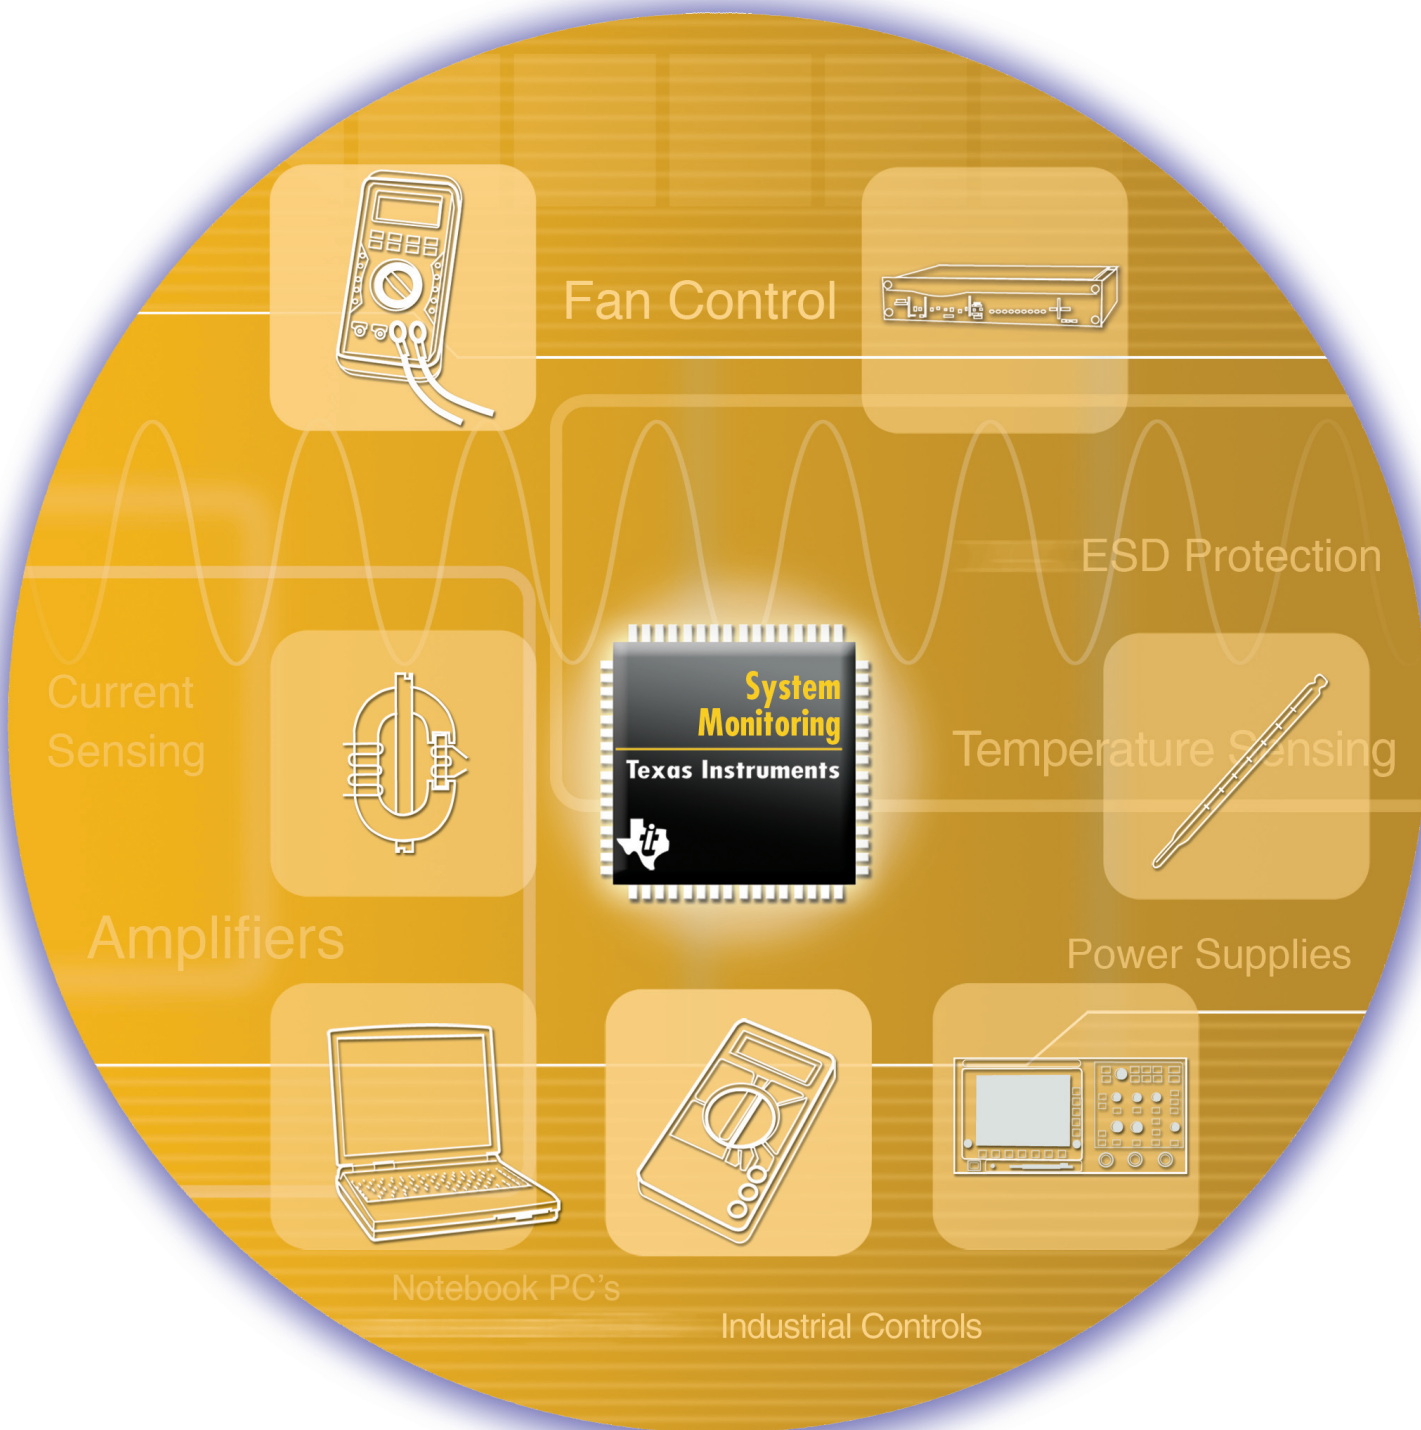 Fan Control
ESD Protection
Current
Sensing
System
Monitoring
Texas Instruments
Temperature Sensing
Amplifiers
Power Supplies
Notebook PC's
Industrial Controls